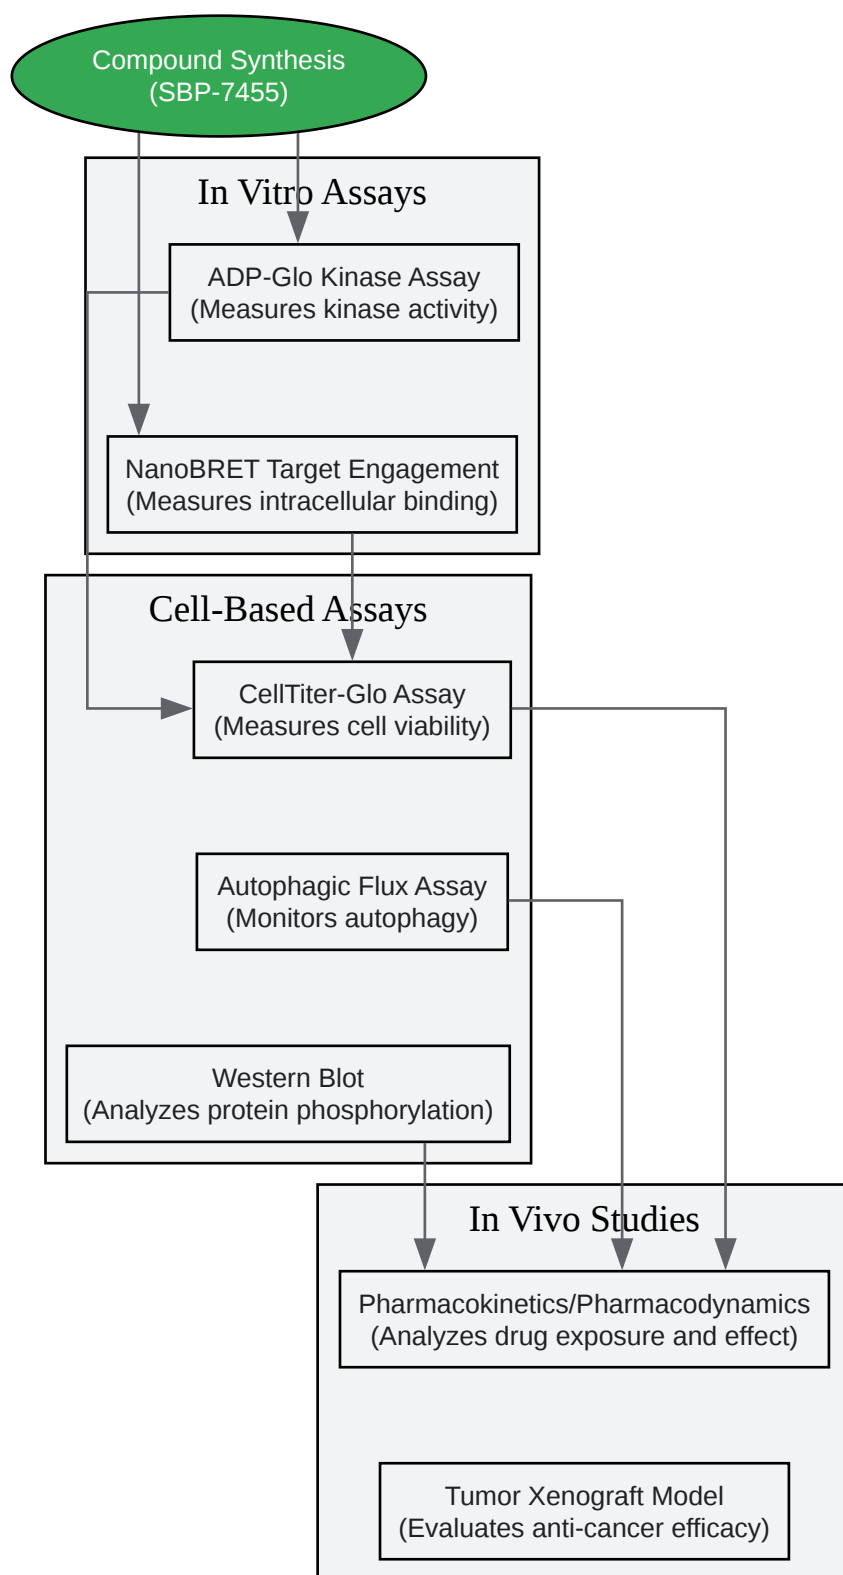 Compound Synthesis
(SBP-7455)
In Vitro Assays
ADP-Glo Kinase Assay
(Measures kinase activity)
NanoBRET Target Engagement
(Measures intracellular binding)
Cell-Based Assays
CellTiter-Glo Assay
(Measures cell viability)
Autophagic Flux Assay
(Monitors autophagy)
Western Blot
(Analyzes protein phosphorylation)
In Vivo Studies
Pharmacokinetics/Pharmacodynamics
(Analyzes drug exposure and effect)
Tumor Xenograft Model
(Evaluates anti-cancer efficacy)